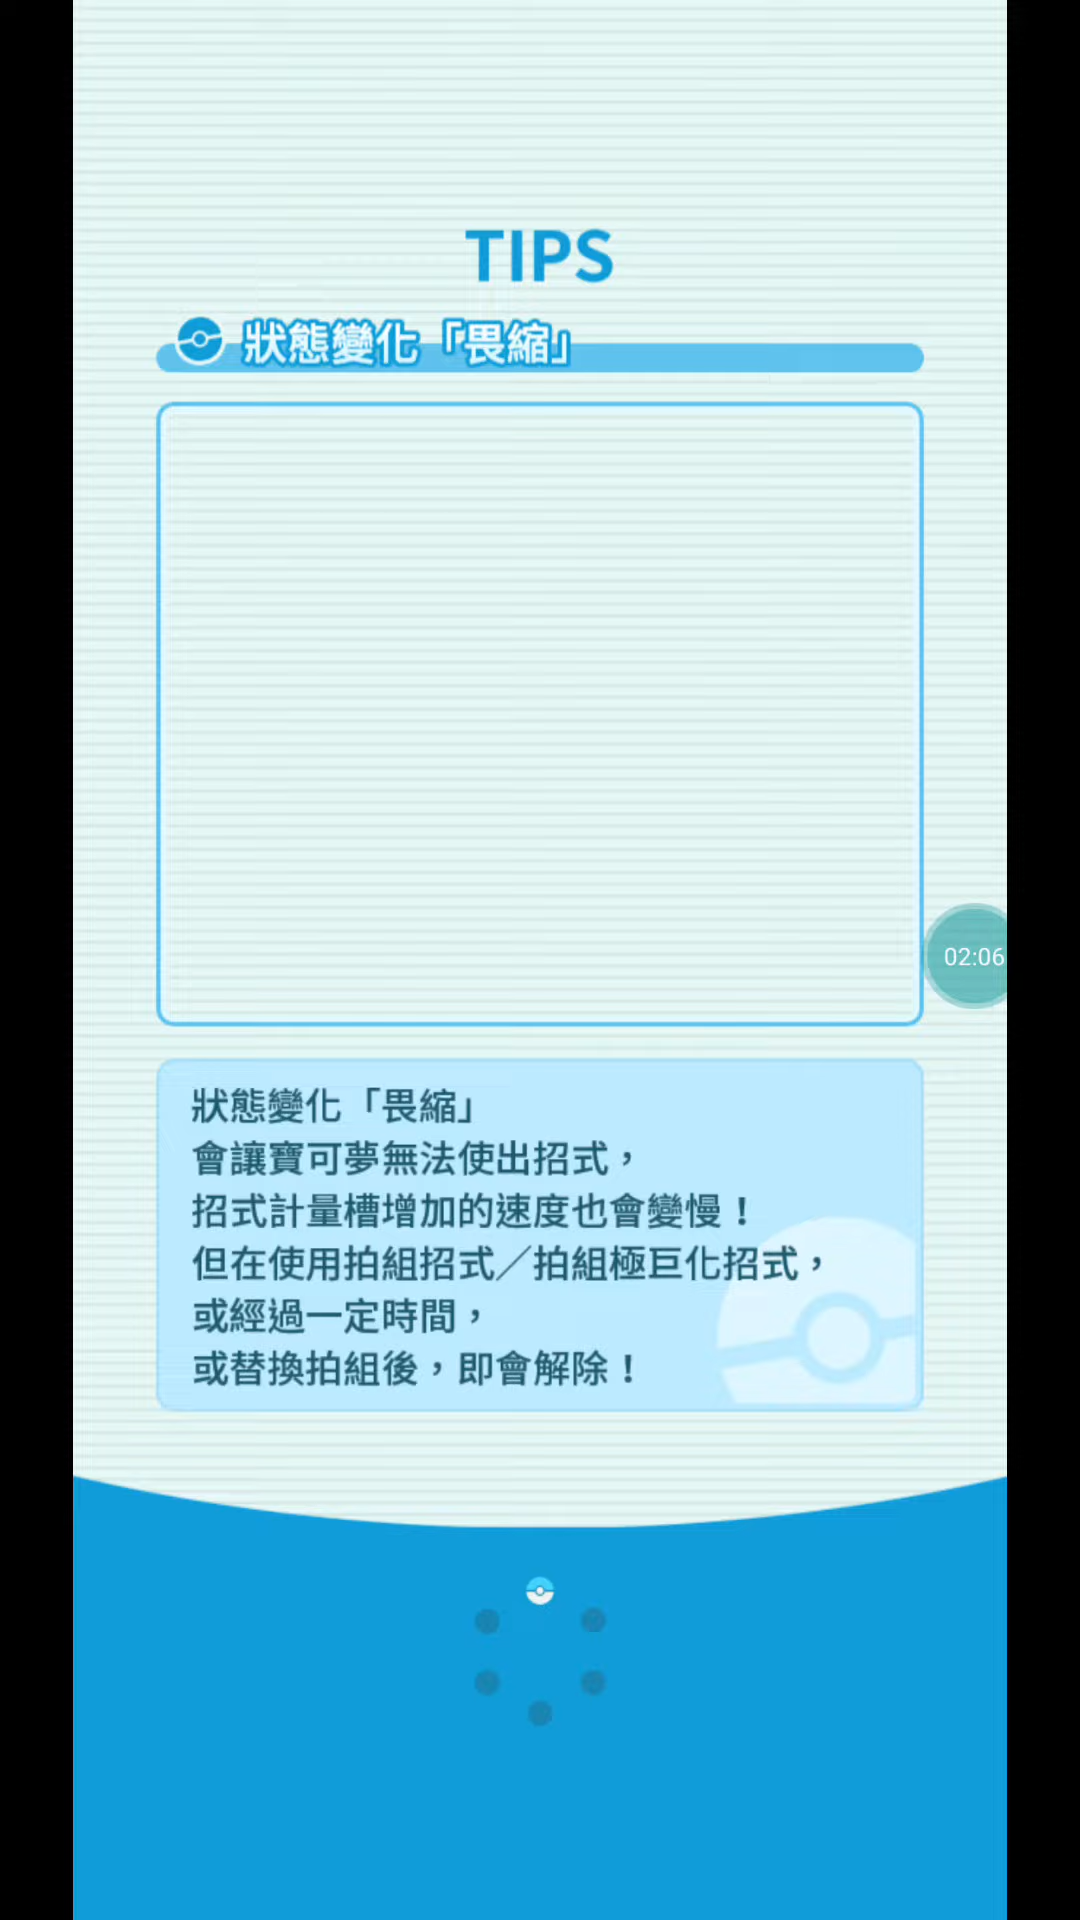 TIPS
狀態變化「畏縮」
02:06
狀態變化「畏縮」
會讓寶可夢無法使出招式，
招式計量槽增加的速度也會變慢！
但在使用拍組招式／拍組極巨化招式，
或經過一定時間，
或替換拍組後，即會解除！